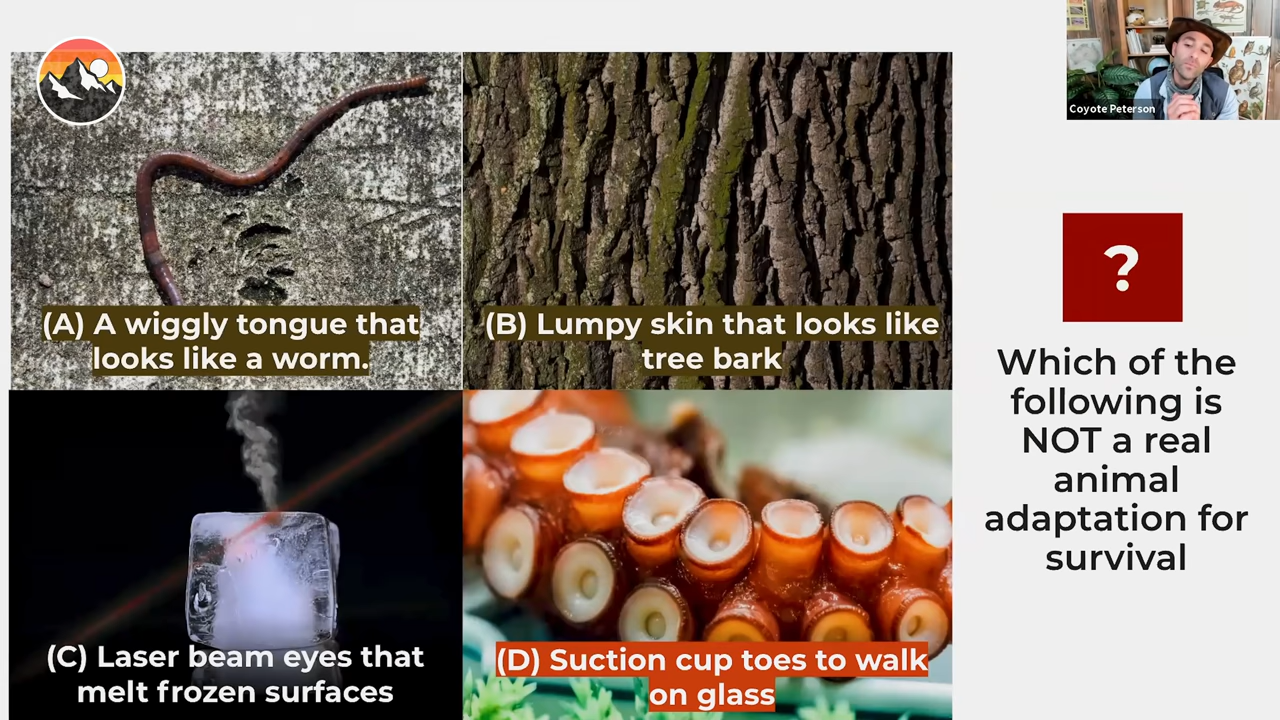 Coyote Peterson
(A) A wiggly tongue that
looks like a worm.
(B) Lumpy skin that looks like
tree bark
(C) Laser beam eyes that
melt frozen surfaces
(D) Suction cup toes to walk
on glass
?
Which of the
following is
NOT a real
animal
adaptation for
survival